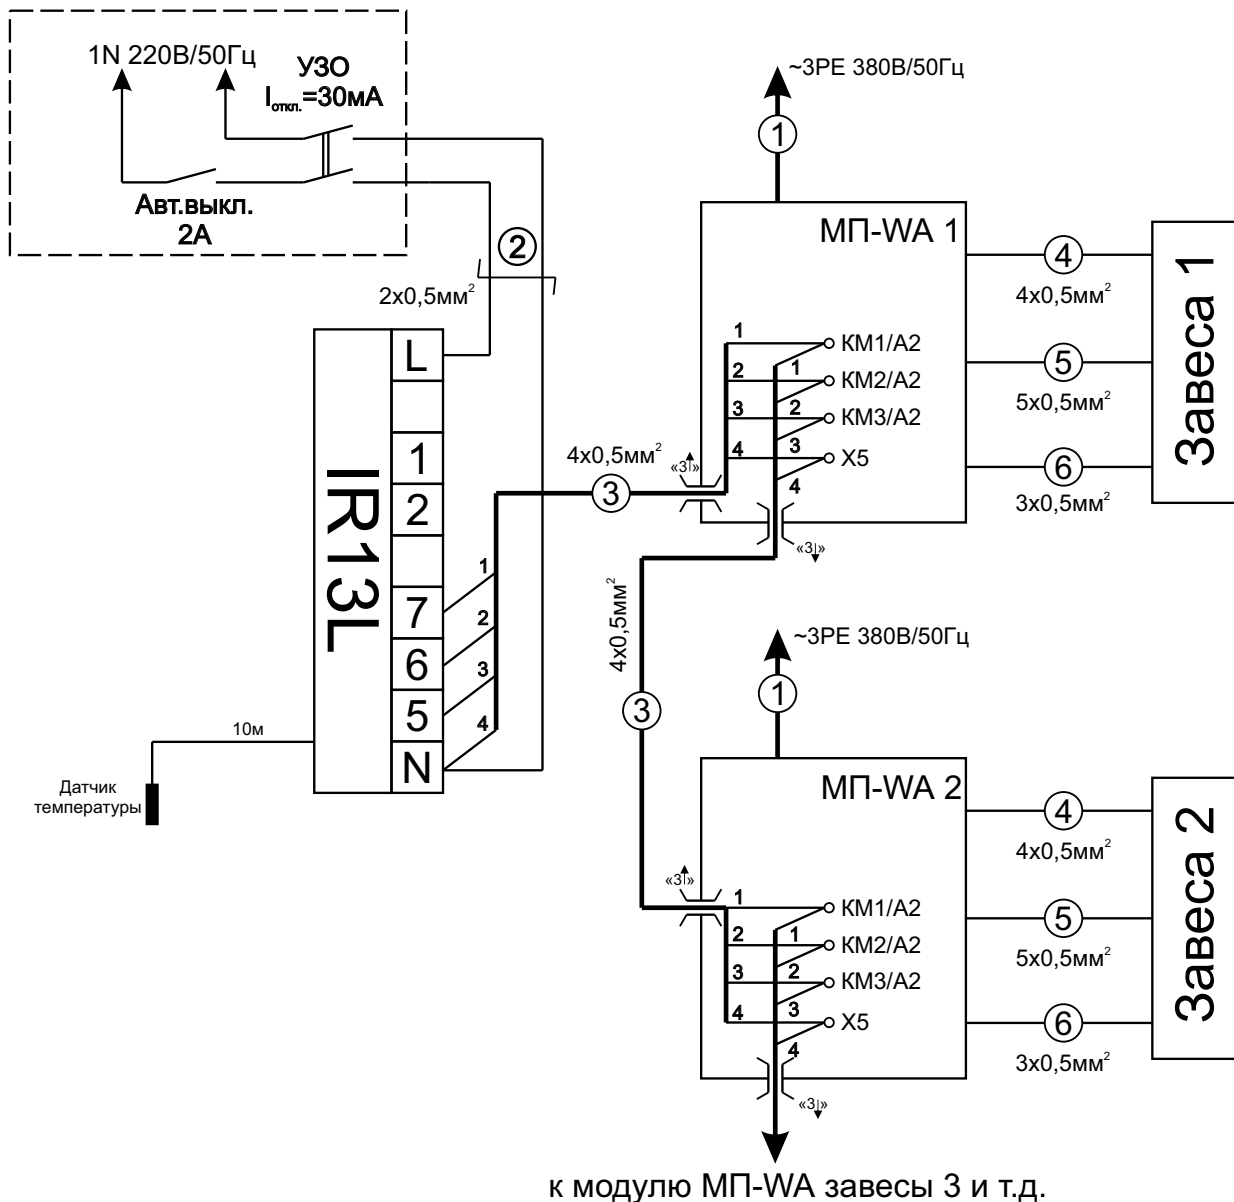 1N 220В/50Гц
УЗО
Iоткл.=30мА
Авт.выкл.
2А
2
2х0,5мм²
IR13L
L
1
2
7
6
5
N
1
2
3
4
10м
Датчик
температуры
4х0,5мм²
3
«3»
~3РЕ 380В/50Гц
1
МП-WA 1
1
2
3
4
КМ1/А2
КМ2/А2
КМ3/А2
Х5
1
2
3
4
«3»
4
4х0,5мм²
5
5х0,5мм²
6
3х0,5мм²
Завеса 1
4х0,5мм²
3
«3»
~3РЕ 380В/50Гц
1
МП-WA 2
1
2
3
4
КМ1/А2
КМ2/А2
КМ3/А2
Х5
1
2
3
4
«3»
4
4х0,5мм²
5
5х0,5мм²
6
3х0,5мм²
Завеса 2
к модулю МП-WA завесы 3 и т.д.